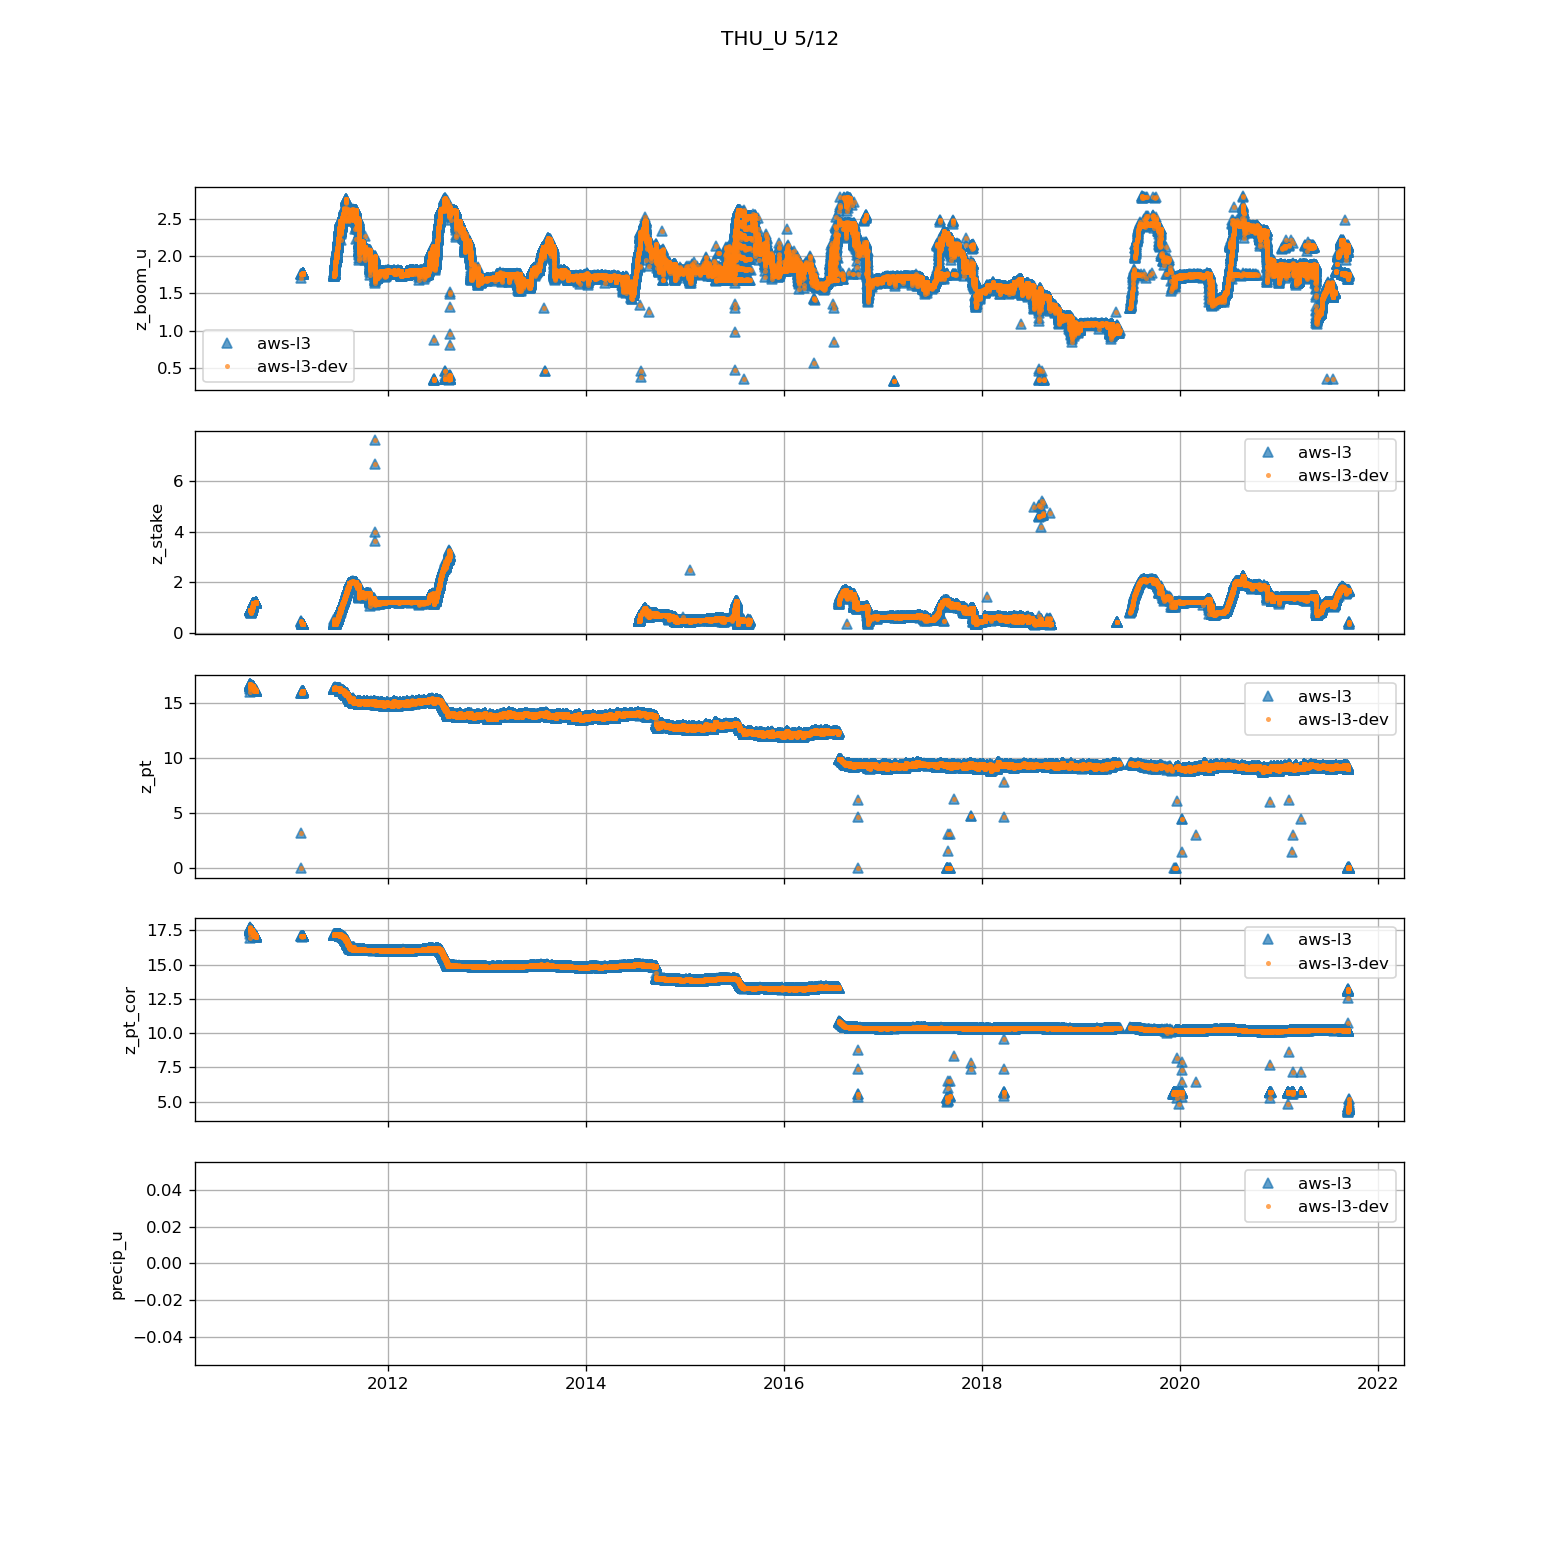 THU_U 5/12
2.5
2.0
1.5
1.0
0.5
z_boom_u
aws-l3
aws-l3-dev
6
4
2
0
z_stake
aws-l3
aws-l3-dev
15
10
5
0
z_pt
aws-l3
aws-l3-dev
17.5
15.0
12.5
10.0
7.5
5.0
z_pt_cor
aws-l3
aws-l3-dev
0.04
0.02
0.00
−0.02
−0.04
precip_u
aws-l3
aws-l3-dev
2012 2014 2016 2018 2020 2022